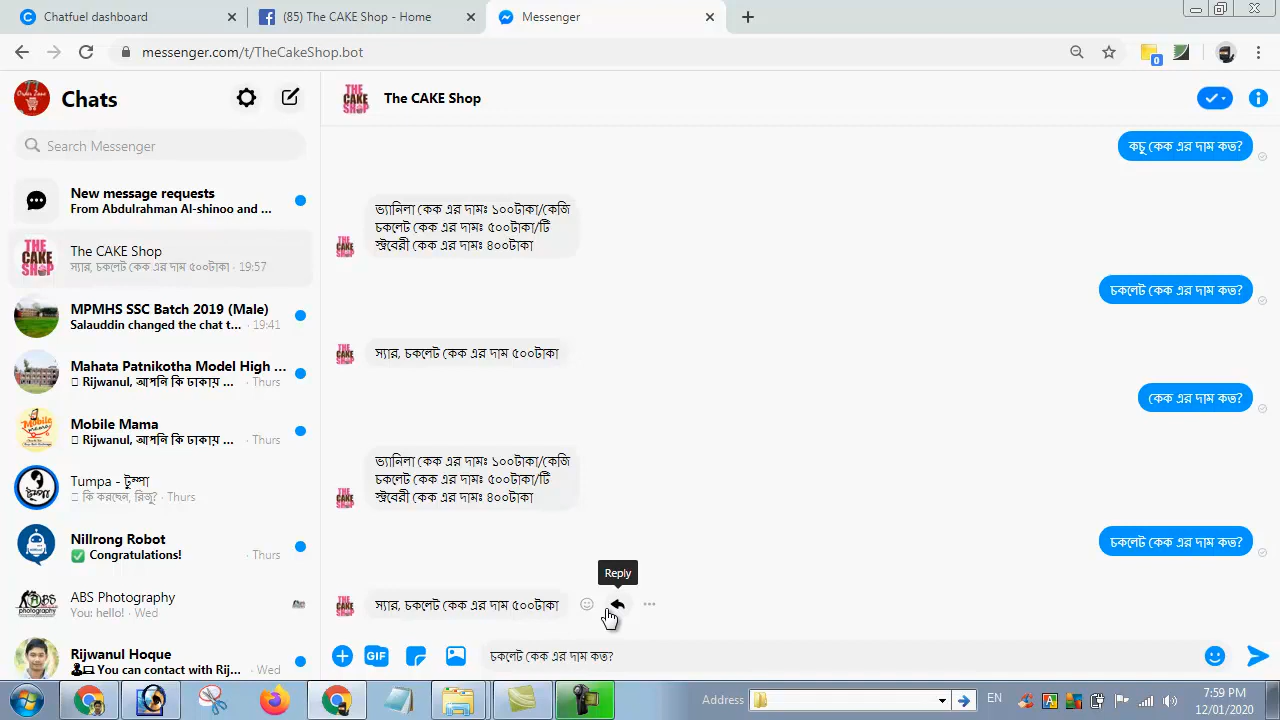 Chatfuel dashboard
(85) The CAKE Shop - Home
Messenger
messenger.com/t/TheCakeShop.bot
0
Chats
The CAKE Shop
Search Messenger
New message requests
From Abdulrahman Al-shinoo and ...
The CAKE Shop
স্যার, চকলেট কেক এর দাম ৫০০টাকা · 19:57
MPMHS SSC Batch 2019 (Male)
Salauddin changed the chat t... · 19:41
Mahata Patnikotha Model High ...
Rijwanul, আপনি কি ঢাকায় ... · Thurs
Mobile Mama
Rijwanul, আপনি কি ঢাকায় ... · Thurs
Tumpa - টুম্পা
কি করছেন, রিজু? · Thurs
Nillrong Robot
Congratulations! · Thurs
ABS Photography
You: hello! · Wed
Rijwanul Hoque
You can contact with Rij... · Wed
কচু কেক এর দাম কত?
ভ্যানিলা কেক এর দামঃ ১০০টাকা/কেজি
চকলেট কেক এর দামঃ ৫০০টাকা/টি
স্ট্রবেরী কেক এর দামঃ ৪০০টাকা
চকলেট কেক এর দাম কত?
স্যার, চকলেট কেক এর দাম ৫০০টাকা
কেক এর দাম কত?
ভ্যানিলা কেক এর দামঃ ১০০টাকা/কেজি
চকলেট কেক এর দামঃ ৫০০টাকা/টি
স্ট্রবেরী কেক এর দামঃ ৪০০টাকা
চকলেট কেক এর দাম কত?
Reply
স্যার, চকলেট কেক এর দাম ৫০০টাকা
GIF
চকলেট কেক এর দাম কত?
Address
EN
7:59 PM
12/01/2020